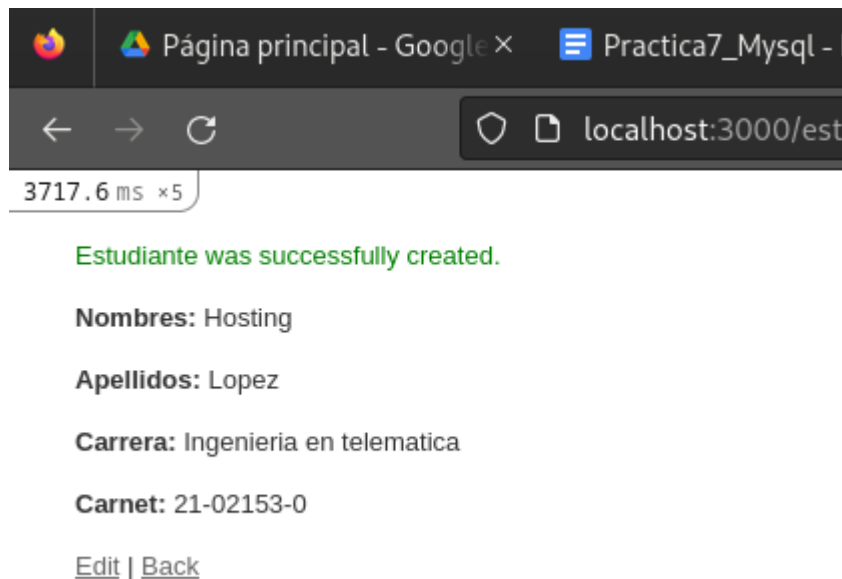 Página principal - Google
Practica7_Mysql -
localhost:3000/est
3717.6 ms ×5
Estudiante was successfully created.
Nombres: Hosting
Apellidos: Lopez
Carrera: Ingenieria en telematica
Carnet: 21-02153-0
Edit | Back